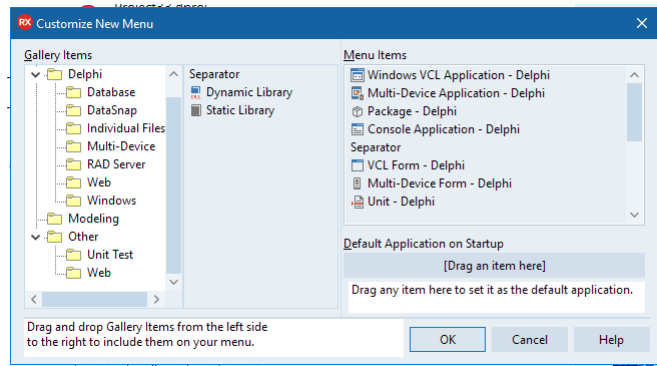 RX Customize New Menu
Gallery Items
Delphi
Database
DataSnap
Individual Files
Multi-Device
RAD Server
Web
Windows
Modeling
Other
Unit Test
Web
Separator
Dynamic Library
Static Library
Menu Items
Windows VCL Application - Delphi
Multi-Device Application - Delphi
Package - Delphi
Console Application - Delphi
Separator
VCL Form - Delphi
Multi-Device Form - Delphi
Unit - Delphi
Default Application on Startup
[Drag an item here]
Drag any item here to set it as the default application.
Drag and drop Gallery Items from the left side
to the right to include them on your menu.
OK
Cancel
Help